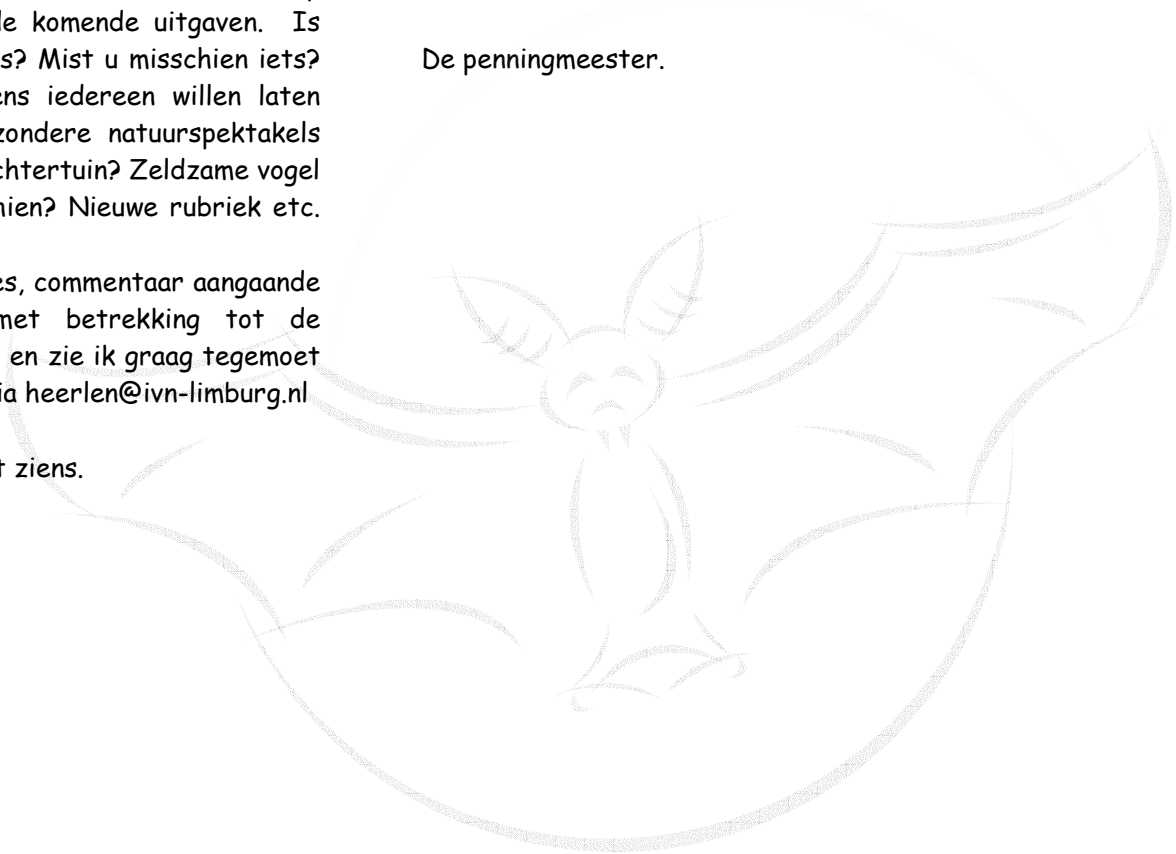 de komende uitgaven. Is
s? Mist u misschien iets?
ens iedereen willen laten
zondere natuurspektakels
chtertuin? Zeldzame vogel
nien? Nieuwe rubriek etc.
es, commentaar aangaande
met betrekking tot de
en zie ik graag tegemoet
ia heerlen@ivn-limburg.nl
t ziens.
De penningmeester.